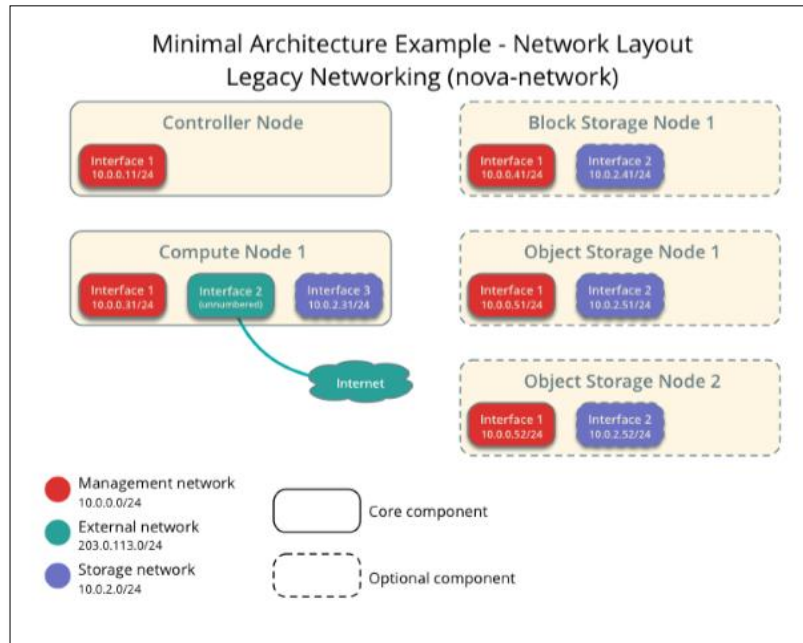 Minimal Architecture Example - Network Layout
Legacy Networking (nova-network)
Controller Node
Interface 1
10.0.0.11/24
Block Storage Node 1
Interface 1
10.0.0.41/24
Interface 2
10.0.2.41/24
Compute Node 1
Interface 1
10.0.0.31/24
Interface 2
(unnumbered)
Interface 3
10.0.2.31/24
Internet
Object Storage Node 1
Interface 1
10.0.0.51/24
Interface 2
10.0.2.51/24
Object Storage Node 2
Interface 1
10.0.0.52/24
Interface 2
10.0.2.52/24
Management network
10.0.0.0/24
External network
203.0.113.0/24
Storage network
10.0.2.0/24
Core component
Optional component